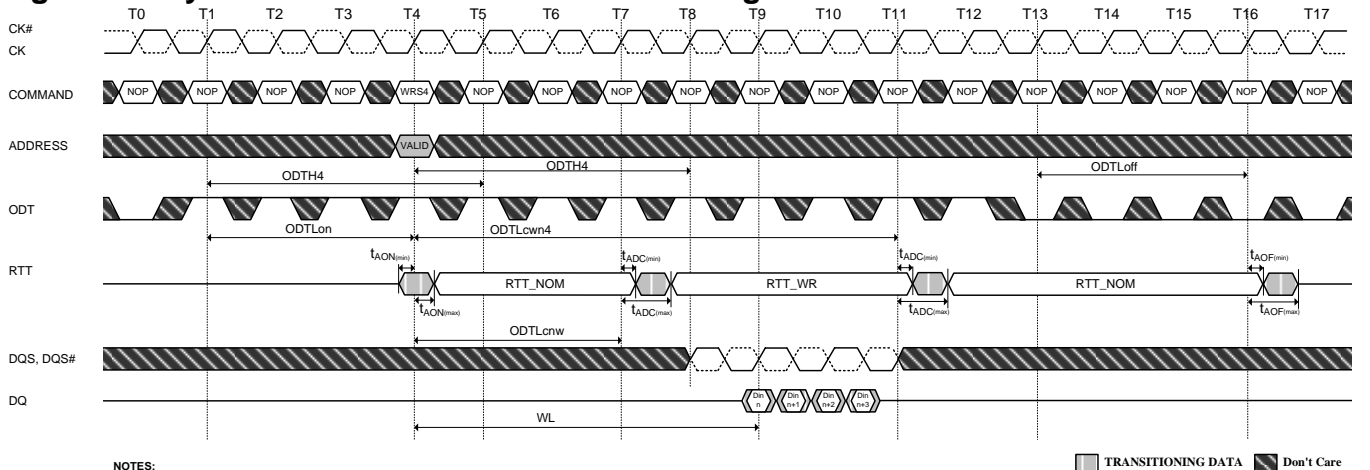 T0 T1 T2 T3 T4 T5 T6 T7 T8 T9 T10 T11 T12 T13 T14 T15 T16 T17
CK#
CK
COMMAND NOP NOP NOP NOP WRS4 NOP NOP NOP NOP NOP NOP NOP NOP NOP NOP NOP NOP NOP
ADDRESS VALID
ODTH4 ODTH4 ODTLoff
ODT
ODTLon ODTLcwn4
tAON(min) tADC(min) tADC(min) tAOF(min)
RTT RTT_NOM RTT_WR RTT_NOM
tAON(max) tADC(max) tADC(max) tAOF(max)
ODTLcnw
DQS, DQS#
DQ Din n Din n+1 Din n+2 Din n+3
WL
NOTES: TRANSITIONING DATA Don't Care